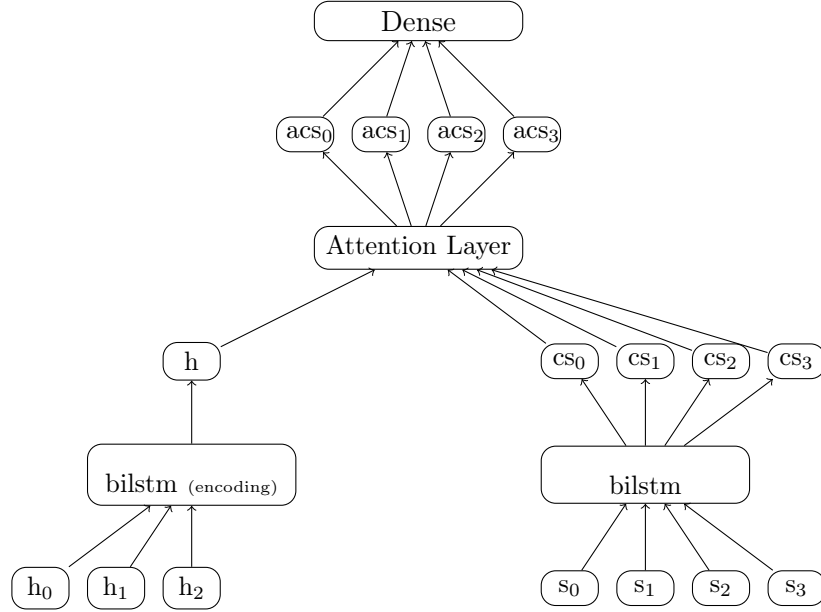 Dense
acs₀ acs₁ acs₂ acs₃
Attention Layer
h cs₀ cs₁ cs₂ cs₃
bilstm (encoding) bilstm
h₀ h₁ h₂ s₀ s₁ s₂ s₃